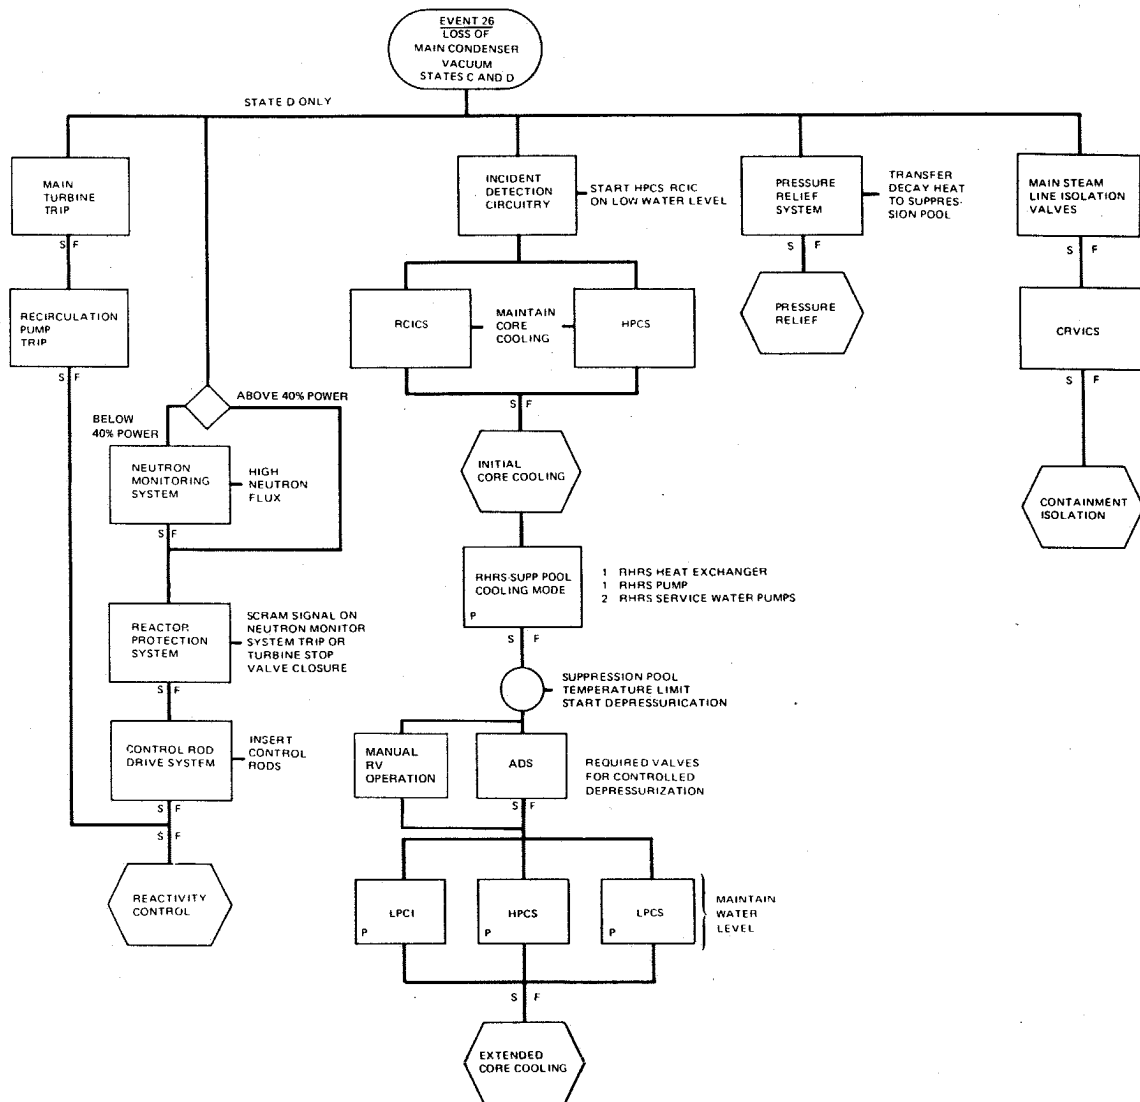 EVENT 26
LOSS OF
MAIN CONDENSER
VACUUM
STATES C AND D
STATE D ONLY
MAIN
TURBINE
TRIP
S F
RECIRCULATION
PUMP
TRIP
S F
ABOVE 40% POWER
BELOW
40% POWER
NEUTRON
MONITORING
SYSTEM
HIGH
NEUTRON
FLUX
S F
REACTOR
PROTECTION
SYSTEM
SCRAM SIGNAL ON
NEUTRON MONITOR
SYSTEM TRIP OR
TURBINE STOP
VALVE CLOSURE
S F
CONTROL ROD
DRIVE SYSTEM
INSERT
CONTROL
RODS
S F
S F
REACTIVITY
CONTROL
INCIDENT
DETECTION
CIRCUITRY
START HPCS RCIC
ON LOW WATER LEVEL
RCICS
MAINTAIN
CORE
COOLING
HPCS
S F
INITIAL
CORE COOLING
RHRS-SUPP POOL
COOLING MODE
P
1 RHRS HEAT EXCHANGER
1 RHRS PUMP
2 RHRS SERVICE WATER PUMPS
S F
SUPPRESSION POOL
TEMPERATURE LIMIT
START DEPRESSURICATION
MANUAL
RV
OPERATION
ADS
REQUIRED VALVES
FOR CONTROLLED
DEPRESSURIZATION
S F
LPCI
P
HPCS
P
LPCS
P
MAINTAIN
WATER
LEVEL
S F
EXTENDED
CORE COOLING
PRESSURE
RELIEF
SYSTEM
TRANSFER
DECAY HEAT
TO SUPPRES-
SION POOL
S F
PRESSURE
RELIEF
MAIN STEAM
LINE ISOLATION
VALVES
S F
CRVICS
S F
CONTAINMENT
ISOLATION